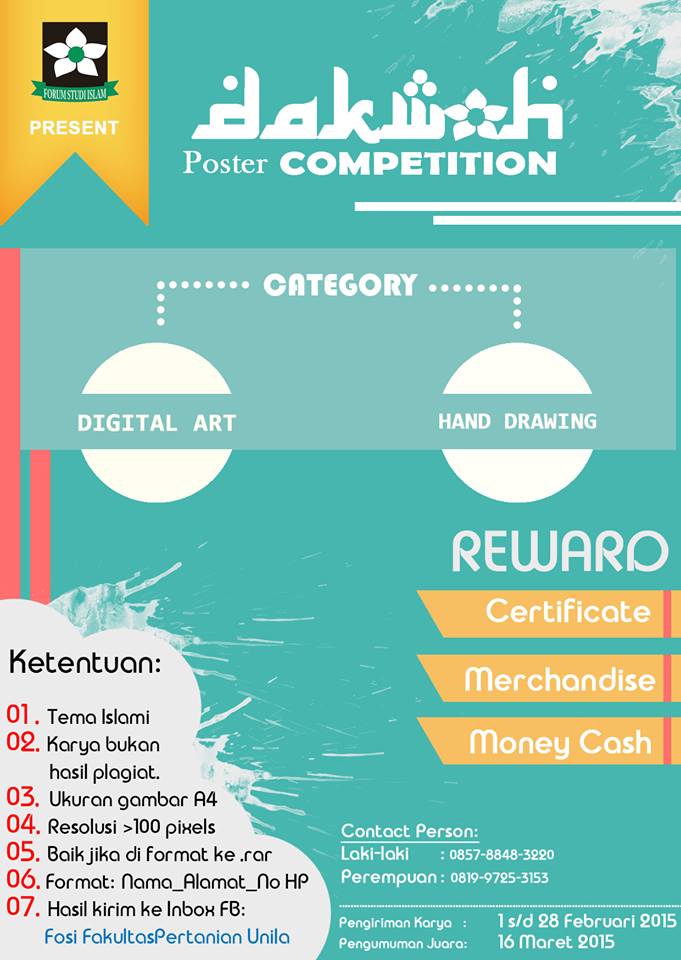 FORUM STUDI ISLAM
PRESENT
dakwah
Poster COMPETITION
CATEGORY
DIGITAL ART
HAND DRAWING
REWARD
Certificate
Merchandise
Money Cash
Ketentuan:
01. Tema Islami
02. Karya bukan
hasil plagiat.
03. Ukuran gambar A4
04. Resolusi >100 pixels
05. Baik jika di format ke .rar
06. Format: Nama_Alamat_No HP
07. Hasil kirim ke Inbox FB:
Fosi FakultasPertanian Unila
Contact Person:
Laki-laki : 0857-8848-3220
Perempuan : 0819-9725-3153
Pengiriman Karya : 1 s/d 28 Februari 2015
Pengumuman Juara: 16 Maret 2015